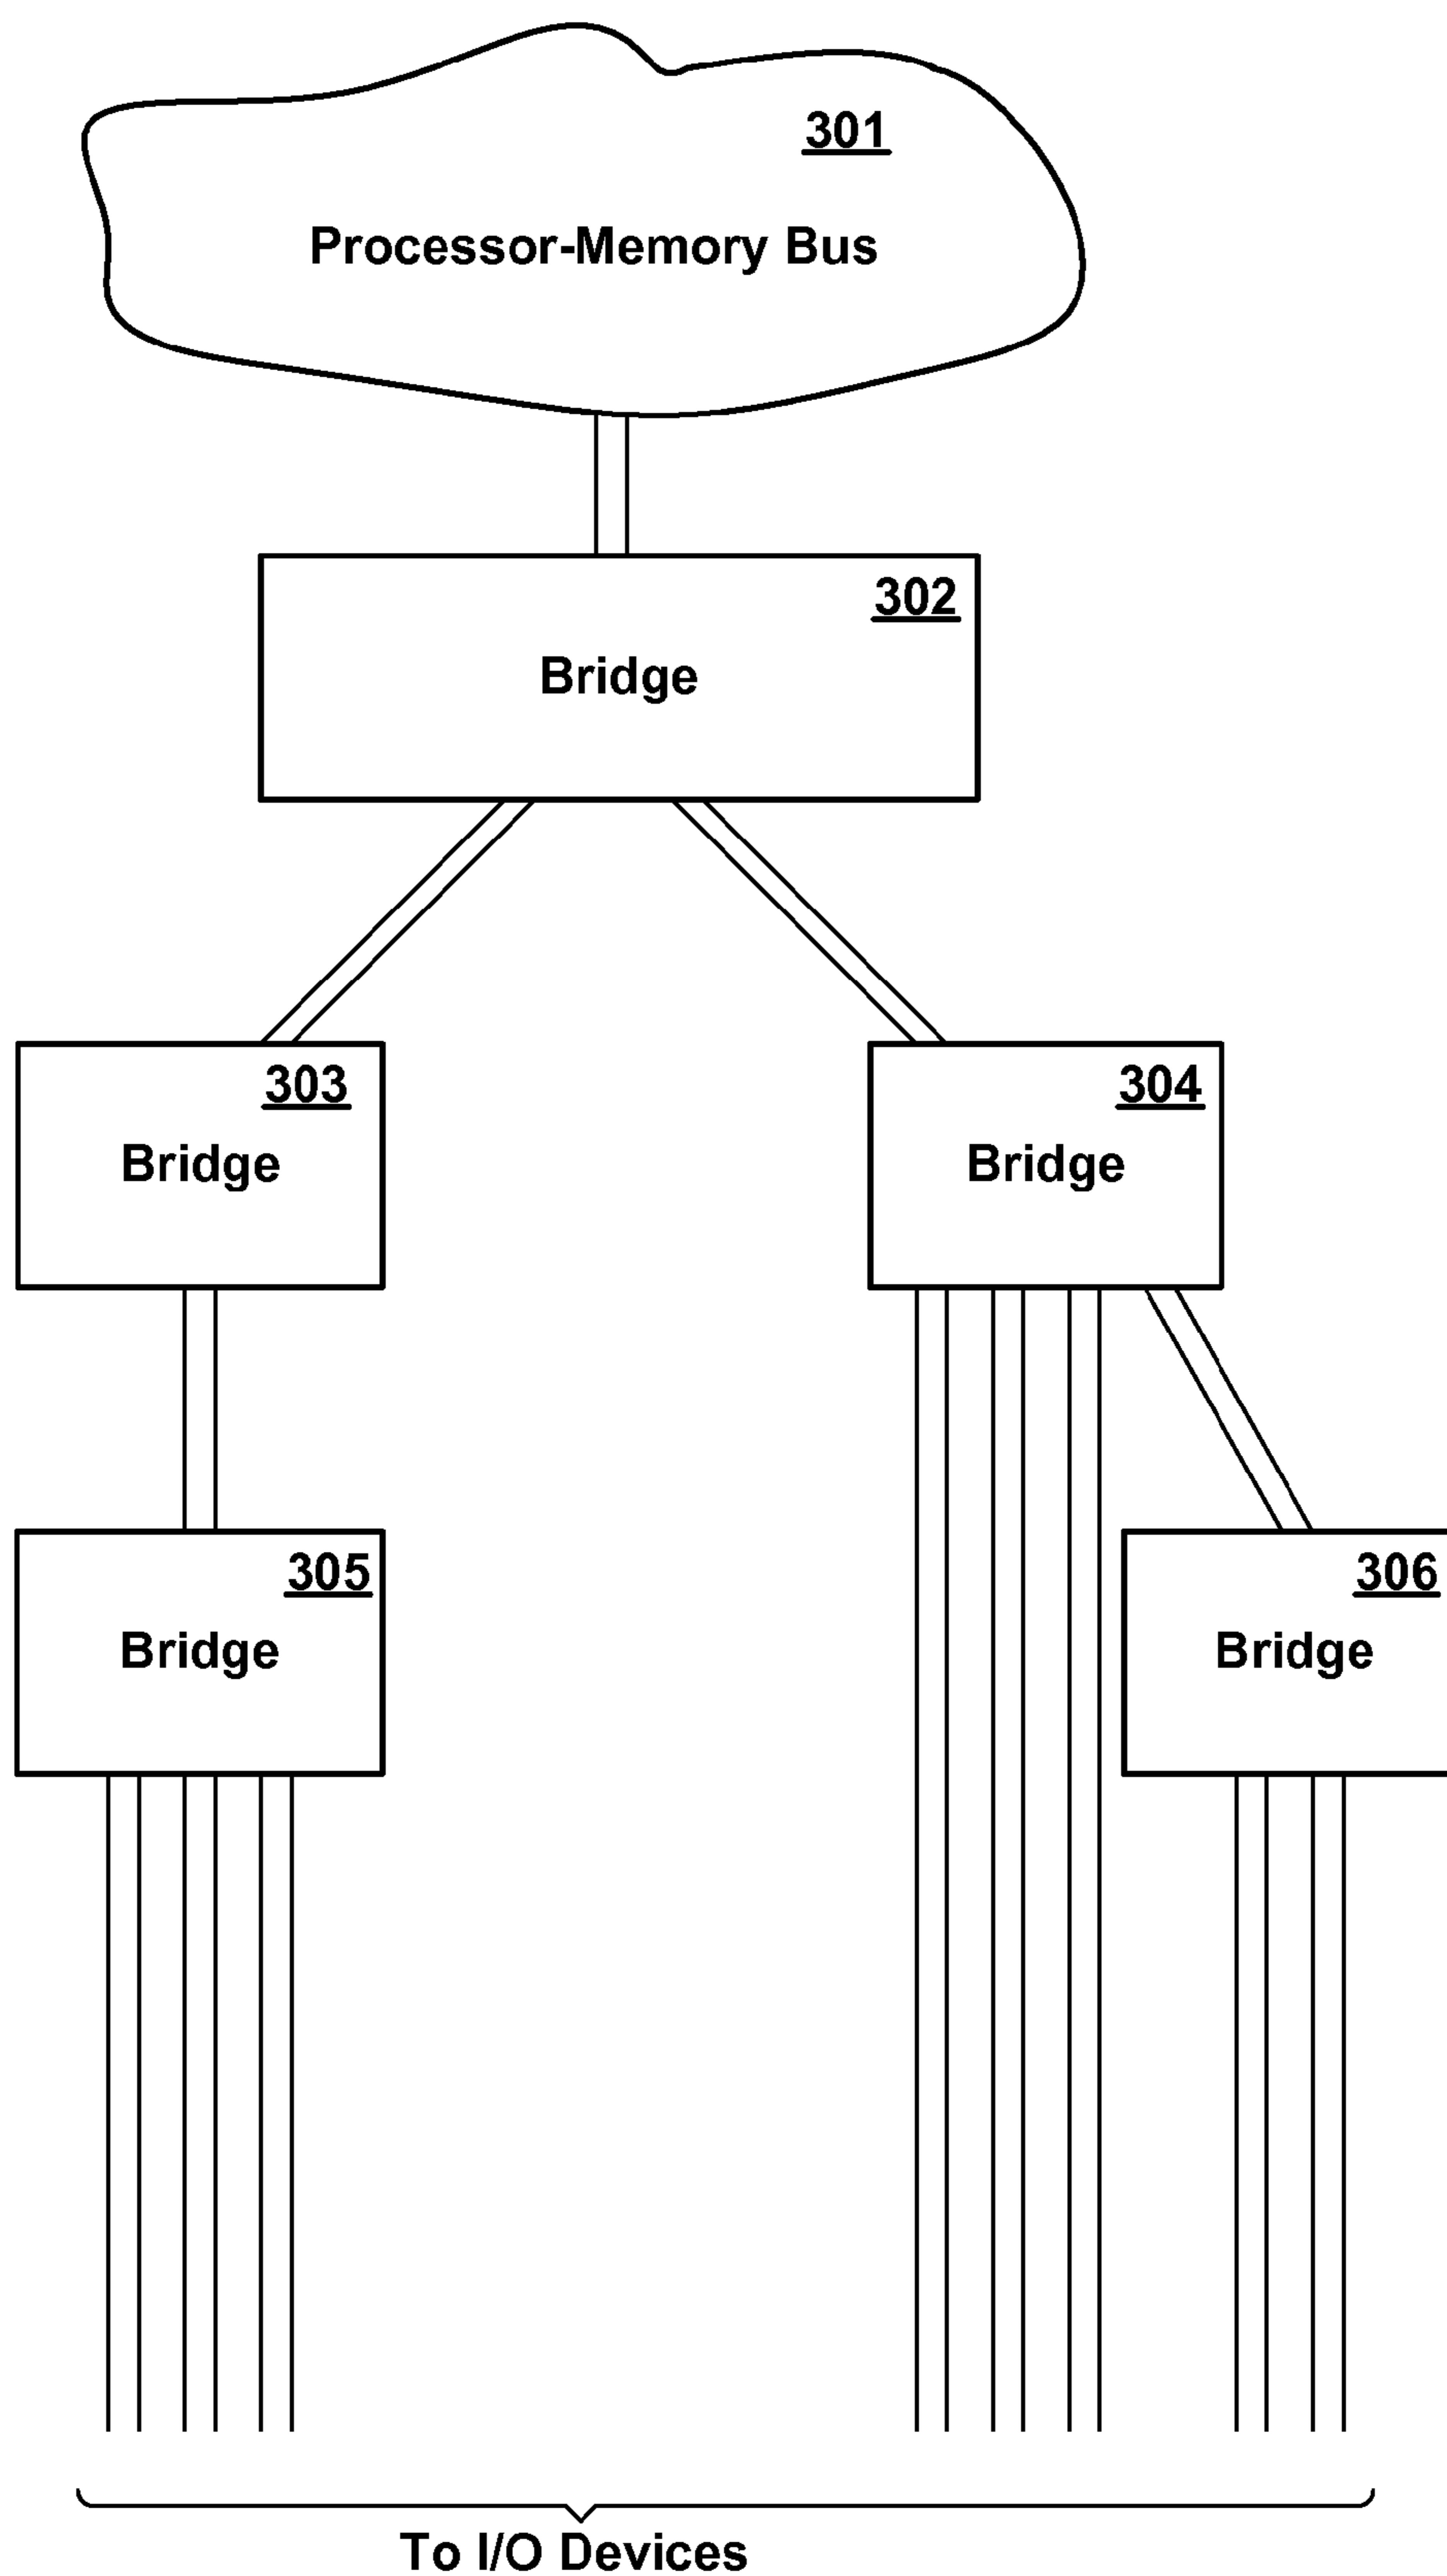 301
Processor-Memory Bus
302
Bridge
303
Bridge
304
Bridge
305
Bridge
306
Bridge
To I/O Devices